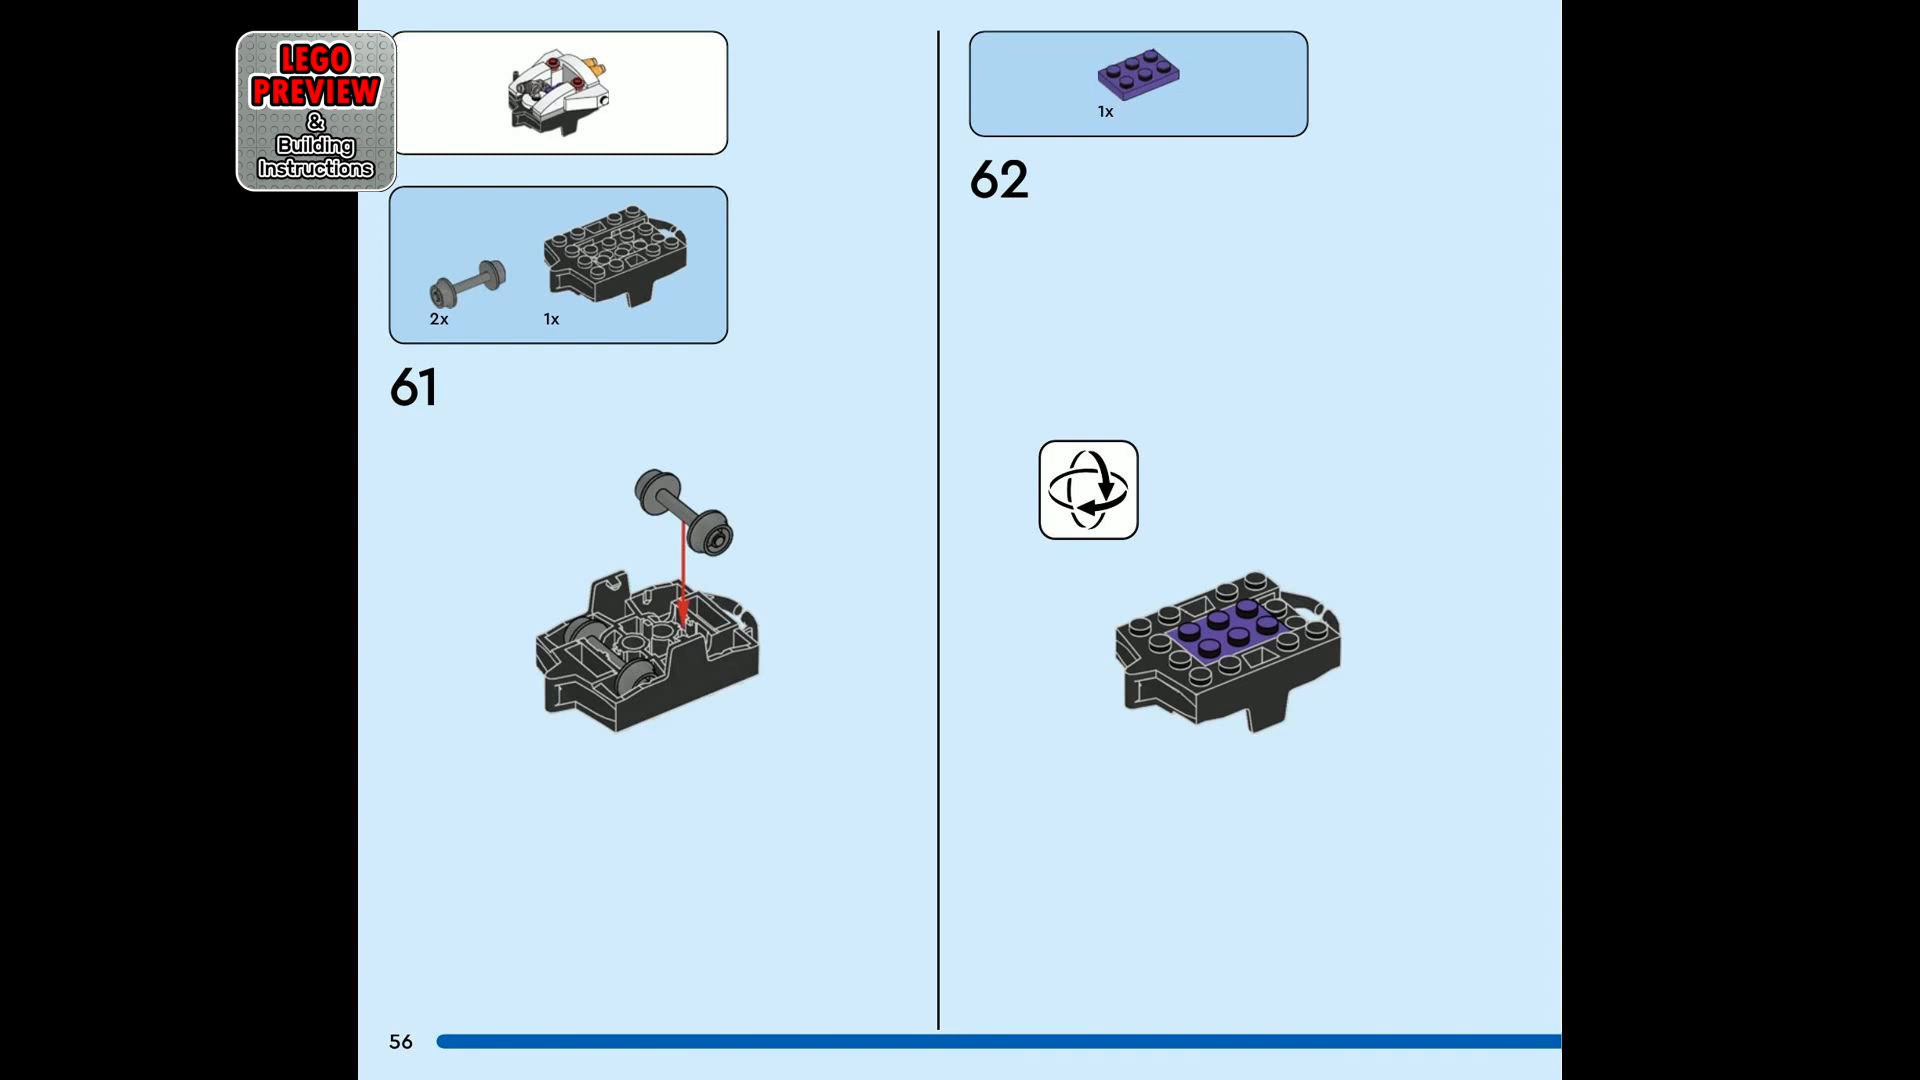 LEGO
PREVIEW
&
Building
Instructions
2x
1x
61
1x
62
56